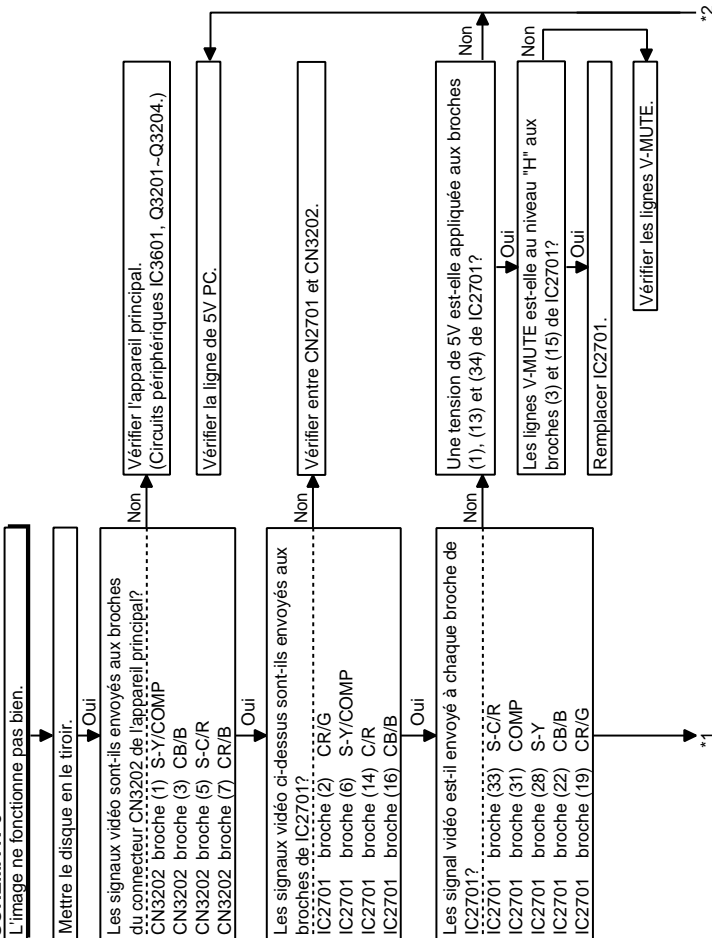 L'image ne fonctionne pas bien.
Mettre le disque en le tiroir.
Oui
Les signaux vidéo sont-ils envoyés aux broches
du connecteur CN3202 de l'appareil principal?
CN3202 broche (1) S-Y/COMP
CN3202 broche (3) CB/B
CN3202 broche (5) S-C/R
CN3202 broche (7) CR/B
Non
Vérifier l'appareil principal.
(Circuits périphériques IC3601, Q3201~Q3204.)
Vérifier la ligne de 5V PC.
Oui
Les signaux vidéo ci-dessus sont-ils envoyés aux
broches de IC2701?
IC2701 broche (2) CR/G
IC2701 broche (6) S-Y/COMP
IC2701 broche (14) C/R
IC2701 broche (16) CB/B
Non
Vérifier entre CN2701 et CN3202.
Oui
Les signal vidéo est-il envoyé à chaque broche de
IC2701?
IC2701 broche (33) S-C/R
IC2701 broche (31) COMP
IC2701 broche (28) S-Y
IC2701 broche (22) CB/B
IC2701 broche (19) CR/G
Non
Une tension de 5V est-elle appliquée aux broches
(1), (13) et (34) de IC2701?
Non
Oui
Les lignes V-MUTE est-elle au niveau "H" aux
broches (3) et (15) de IC2701?
Non
Oui
Remplacer IC2701.
Vérifier les lignes V-MUTE.
*1
*2